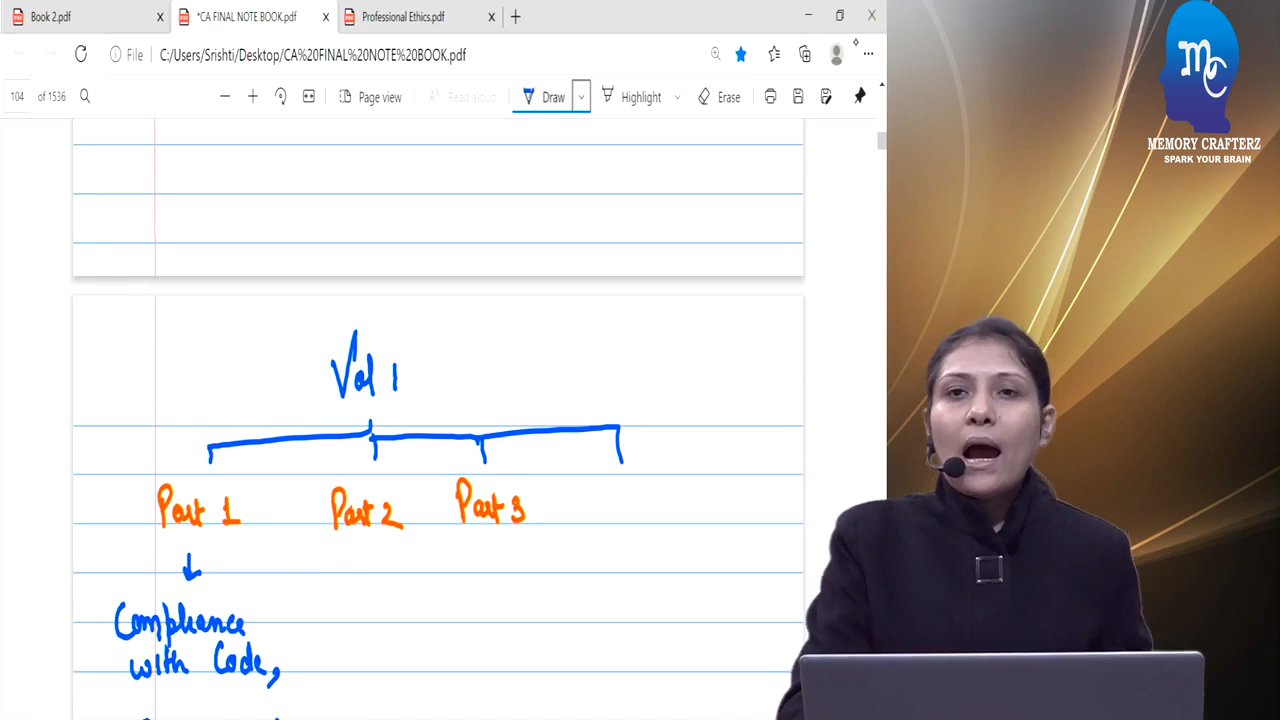 Book 2.pdf
*CA FINAL NOTE BOOK.pdf
Professional Ethics.pdf
File
C:/Users/Srishti/Desktop/CA%20FINAL%20NOTE%20BOOK.pdf
104 of 1536
Page view
Read aloud
Draw
Highlight
Erase
MC
MEMORY CRAFTERZ
SPARK YOUR BRAIN
Vol 1
Part 1 Part 2 Part 3
Compliance
with Code,